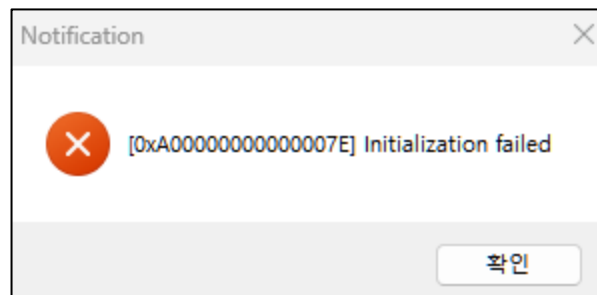 Notification
[0xA00000000000007E] Initialization failed
확인